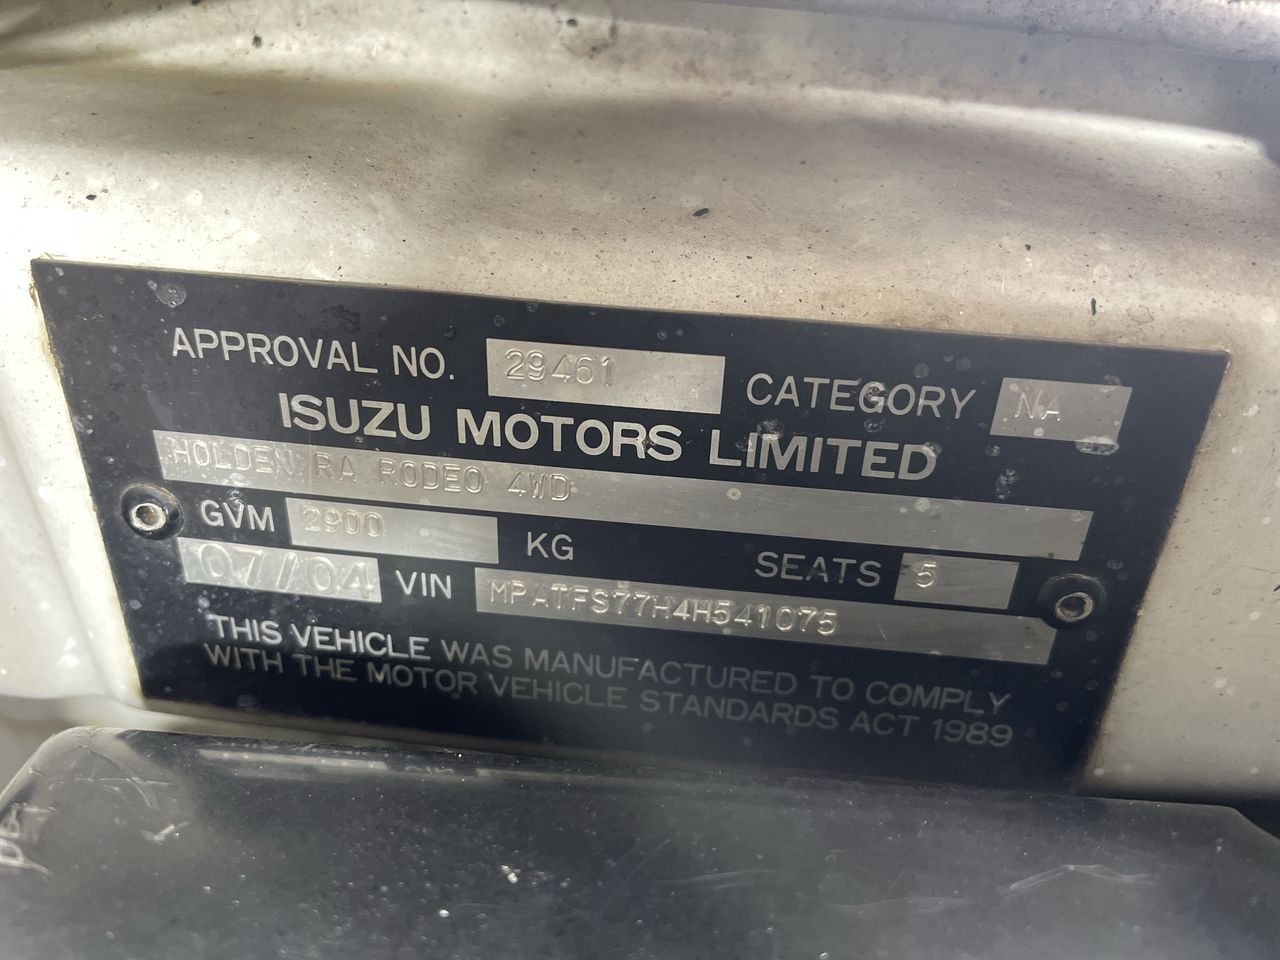 APPROVAL NO. 29461 CATEGORY NA
ISUZU MOTORS LIMITED
HOLDEN RA RODEO 4WD
GVM 2900 KG SEATS 5
07/04 VIN MPATFS77H4H541075
THIS VEHICLE WAS MANUFACTURED TO COMPLY
WITH THE MOTOR VEHICLE STANDARDS ACT 1989